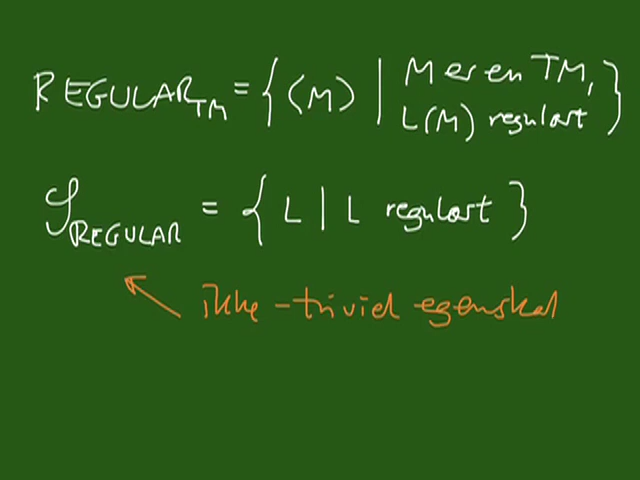 REGULAR_TM = { ⟨M⟩ | M er en TM, L(M) regulært }
𝒮_REGULAR = { L | L regulært }
ikke-triviel egenskab